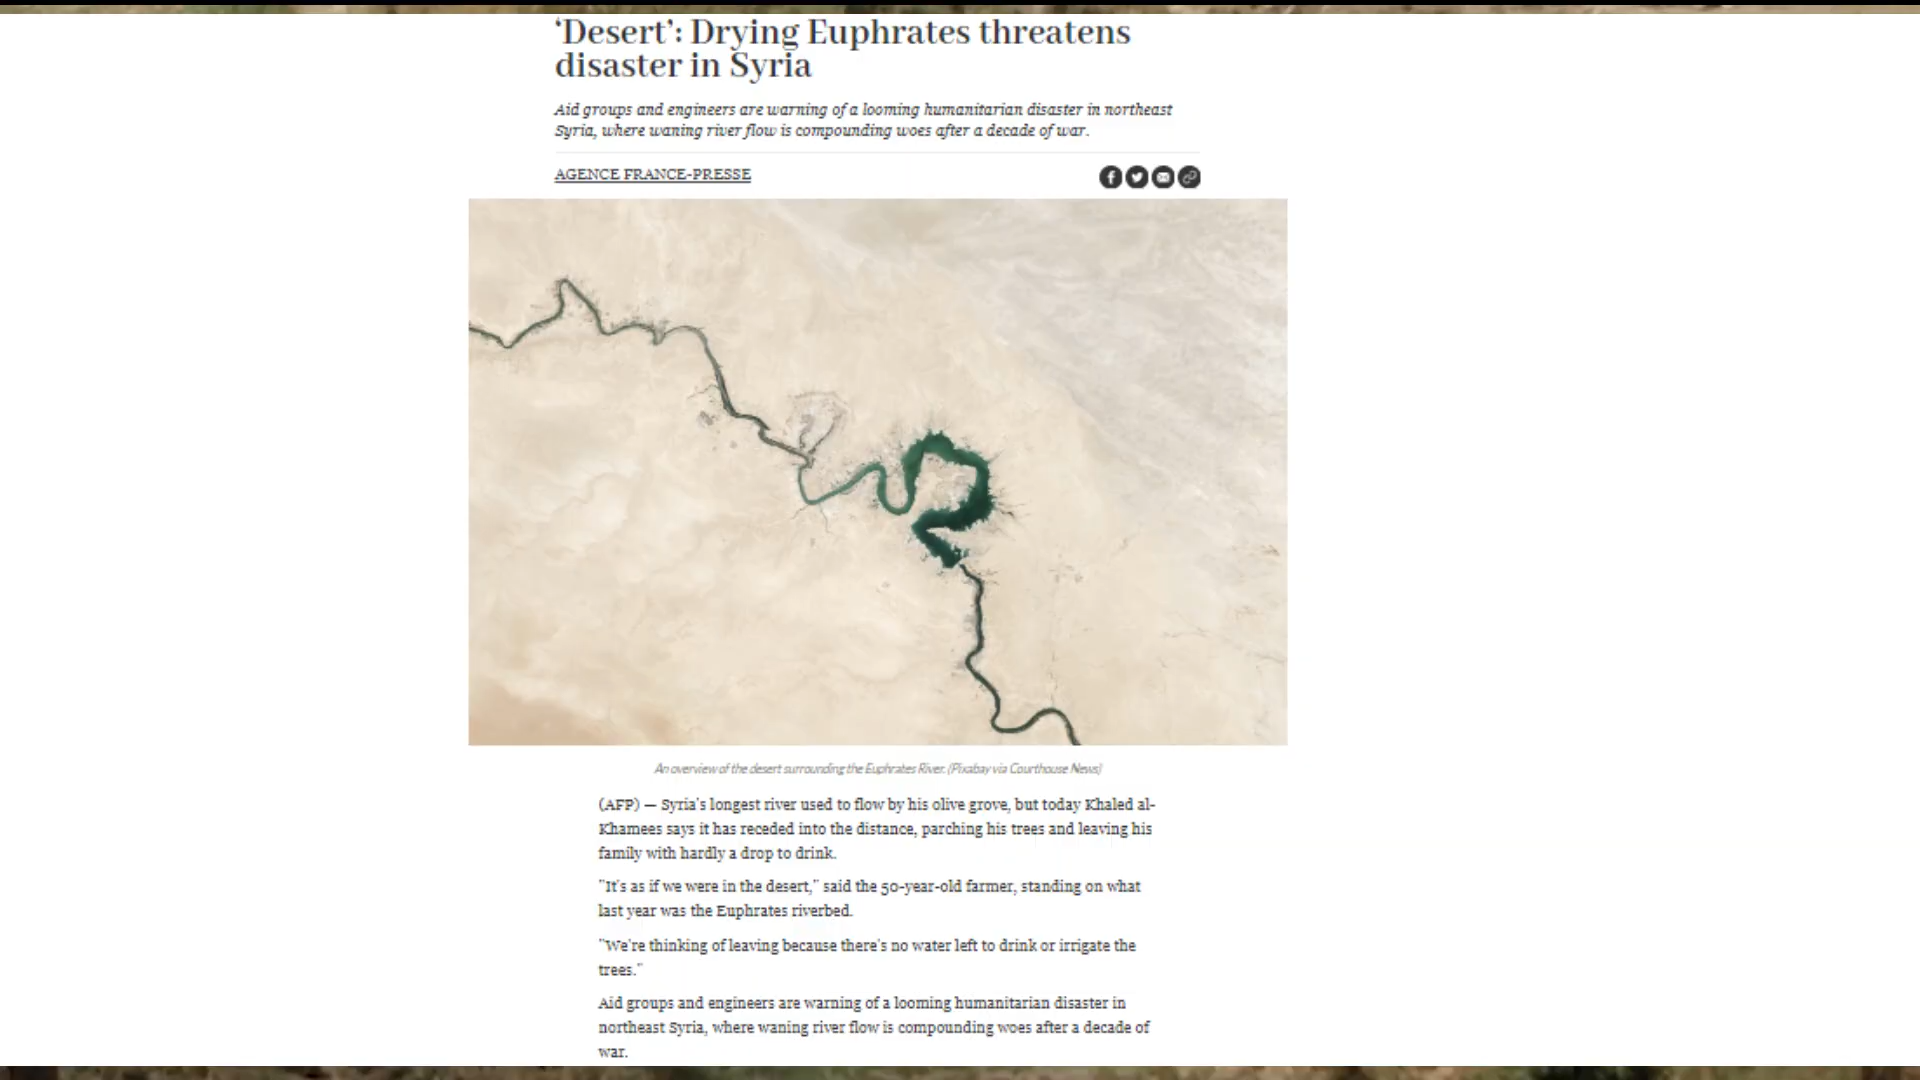 ‘Desert’: Drying Euphrates threatens
disaster in Syria
Aid groups and engineers are warning of a looming humanitarian disaster in northeast
Syria, where waning river flow is compounding woes after a decade of war.
AGENCE FRANCE-PRESSE
An overview of the desert surrounding the Euphrates River. (Pixabay via Courthouse News)
(AFP) — Syria's longest river used to flow by his olive grove, but today Khaled al-
Khamees says it has receded into the distance, parching his trees and leaving his
family with hardly a drop to drink.
"It's as if we were in the desert," said the 50-year-old farmer, standing on what
last year was the Euphrates riverbed.
"We're thinking of leaving because there's no water left to drink or irrigate the
trees."
Aid groups and engineers are warning of a looming humanitarian disaster in
northeast Syria, where waning river flow is compounding woes after a decade of
war.